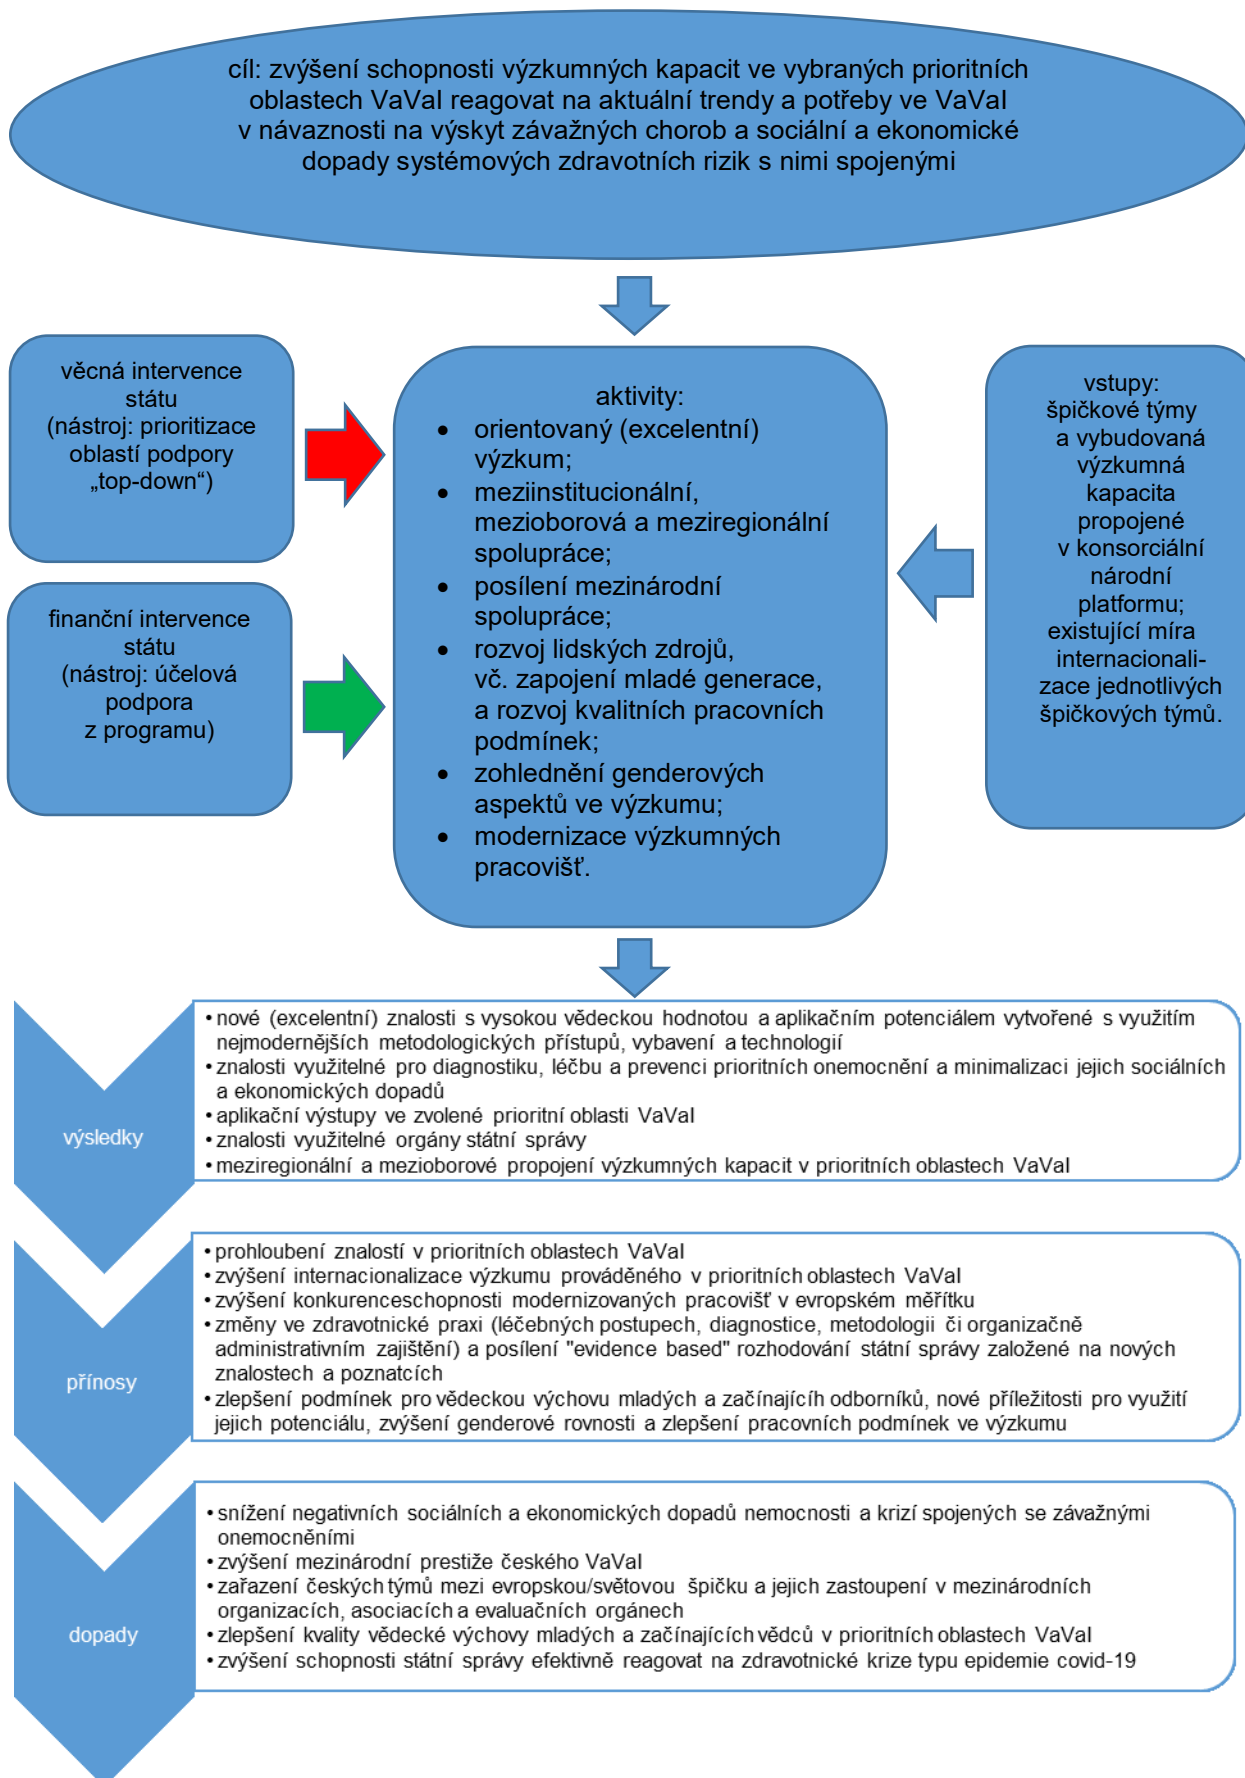 cíl: zvýšení schopnosti výzkumných kapacit ve vybraných prioritních
oblastech VaVaI reagovat na aktuální trendy a potřeby ve VaVaI
v návaznosti na výskyt závažných chorob a sociální a ekonomické
dopady systémových zdravotních rizik s nimi spojenými
věcná intervence
státu
(nástroj: prioritizace
oblastí podpory
„top-down“)
finanční intervence
státu
(nástroj: účelová
podpora
z programu)
aktivity:
• orientovaný (excelentní)
výzkum;
• meziinstitucionální,
mezioborová a meziregionální
spolupráce;
• posílení mezinárodní
spolupráce;
• rozvoj lidských zdrojů,
vč. zapojení mladé generace,
a rozvoj kvalitních pracovních
podmínek;
• zohlednění genderových
aspektů ve výzkumu;
• modernizace výzkumných
pracovišť.
vstupy:
špičkové týmy
a vybudovaná
výzkumná
kapacita
propojené
v konsorciální
národní
platformu;
existující míra
internacionali-
zace jednotlivých
špičkových týmů.
výsledky
• nové (excelentní) znalosti s vysokou vědeckou hodnotou a aplikačním potenciálem vytvořené s využitím
nejmodernějších metodologických přístupů, vybavení a technologií
• znalosti využitelné pro diagnostiku, léčbu a prevenci prioritních onemocnění a minimalizaci jejich sociálních
a ekonomických dopadů
• aplikační výstupy ve zvolené prioritní oblasti VaVaI
• znalosti využitelné orgány státní správy
• meziregionální a mezioborové propojení výzkumných kapacit v prioritních oblastech VaVaI
přínosy
• prohloubení znalostí v prioritních oblastech VaVaI
• zvýšení internacionalizace výzkumu prováděného v prioritních oblastech VaVaI
• zvýšení konkurenceschopnosti modernizovaných pracovišť v evropském měřítku
• změny ve zdravotnické praxi (léčebných postupech, diagnostice, metodologii či organizačně
administrativním zajištění) a posílení "evidence based" rozhodování státní správy založené na nových
znalostech a poznatcích
• zlepšení podmínek pro vědeckou výchovu mladých a začínajících odborníků, nové příležitosti pro využití
jejich potenciálu, zvýšení genderové rovnosti a zlepšení pracovních podmínek ve výzkumu
dopady
• snížení negativních sociálních a ekonomických dopadů nemocnosti a krizí spojených se závažnými
onemocněními
• zvýšení mezinárodní prestiže českého VaVaI
• zařazení českých týmů mezi evropskou/světovou špičku a jejich zastoupení v mezinárodních
organizacích, asociacích a evaluačních orgánech
• zlepšení kvality vědecké výchovy mladých a začínajících vědců v prioritních oblastech VaVaI
• zvýšení schopnosti státní správy efektivně reagovat na zdravotnické krize typu epidemie covid-19